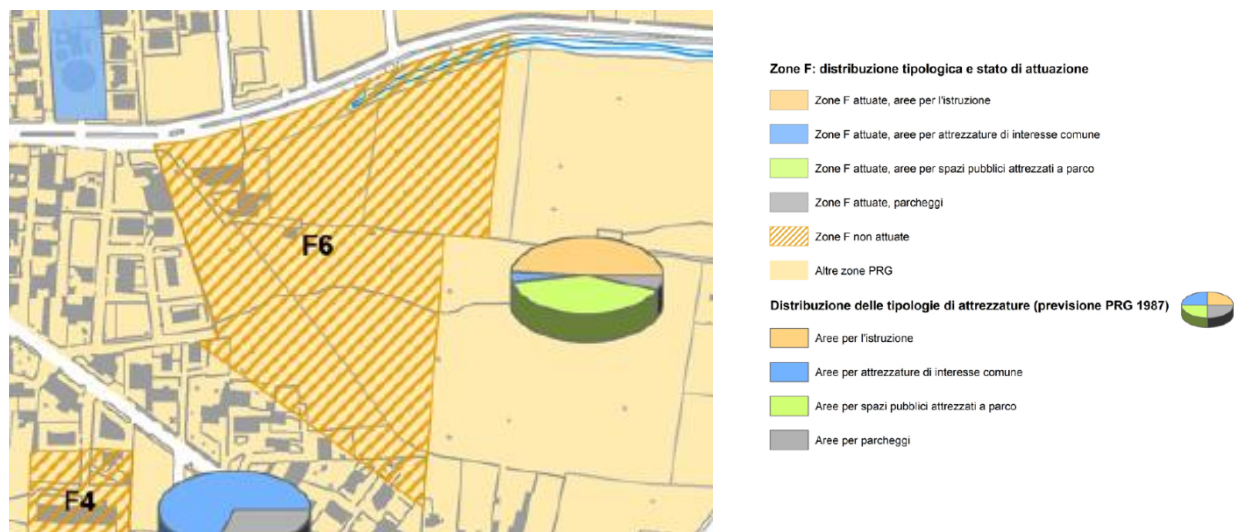 F6
F4
Zone F: distribuzione tipologica e stato di attuazione
Zone F attuate, aree per l'istruzione
Zone F attuate, aree per attrezzature di interesse comune
Zone F attuate, aree per spazi pubblici attrezzati a parco
Zone F attuate, parcheggi
Zone F non attuate
Altre zone PRG
Distribuzione delle tipologie di attrezzature (previsione PRG 1987)
Aree per l'istruzione
Aree per attrezzature di interesse comune
Aree per spazi pubblici attrezzati a parco
Aree per parcheggi